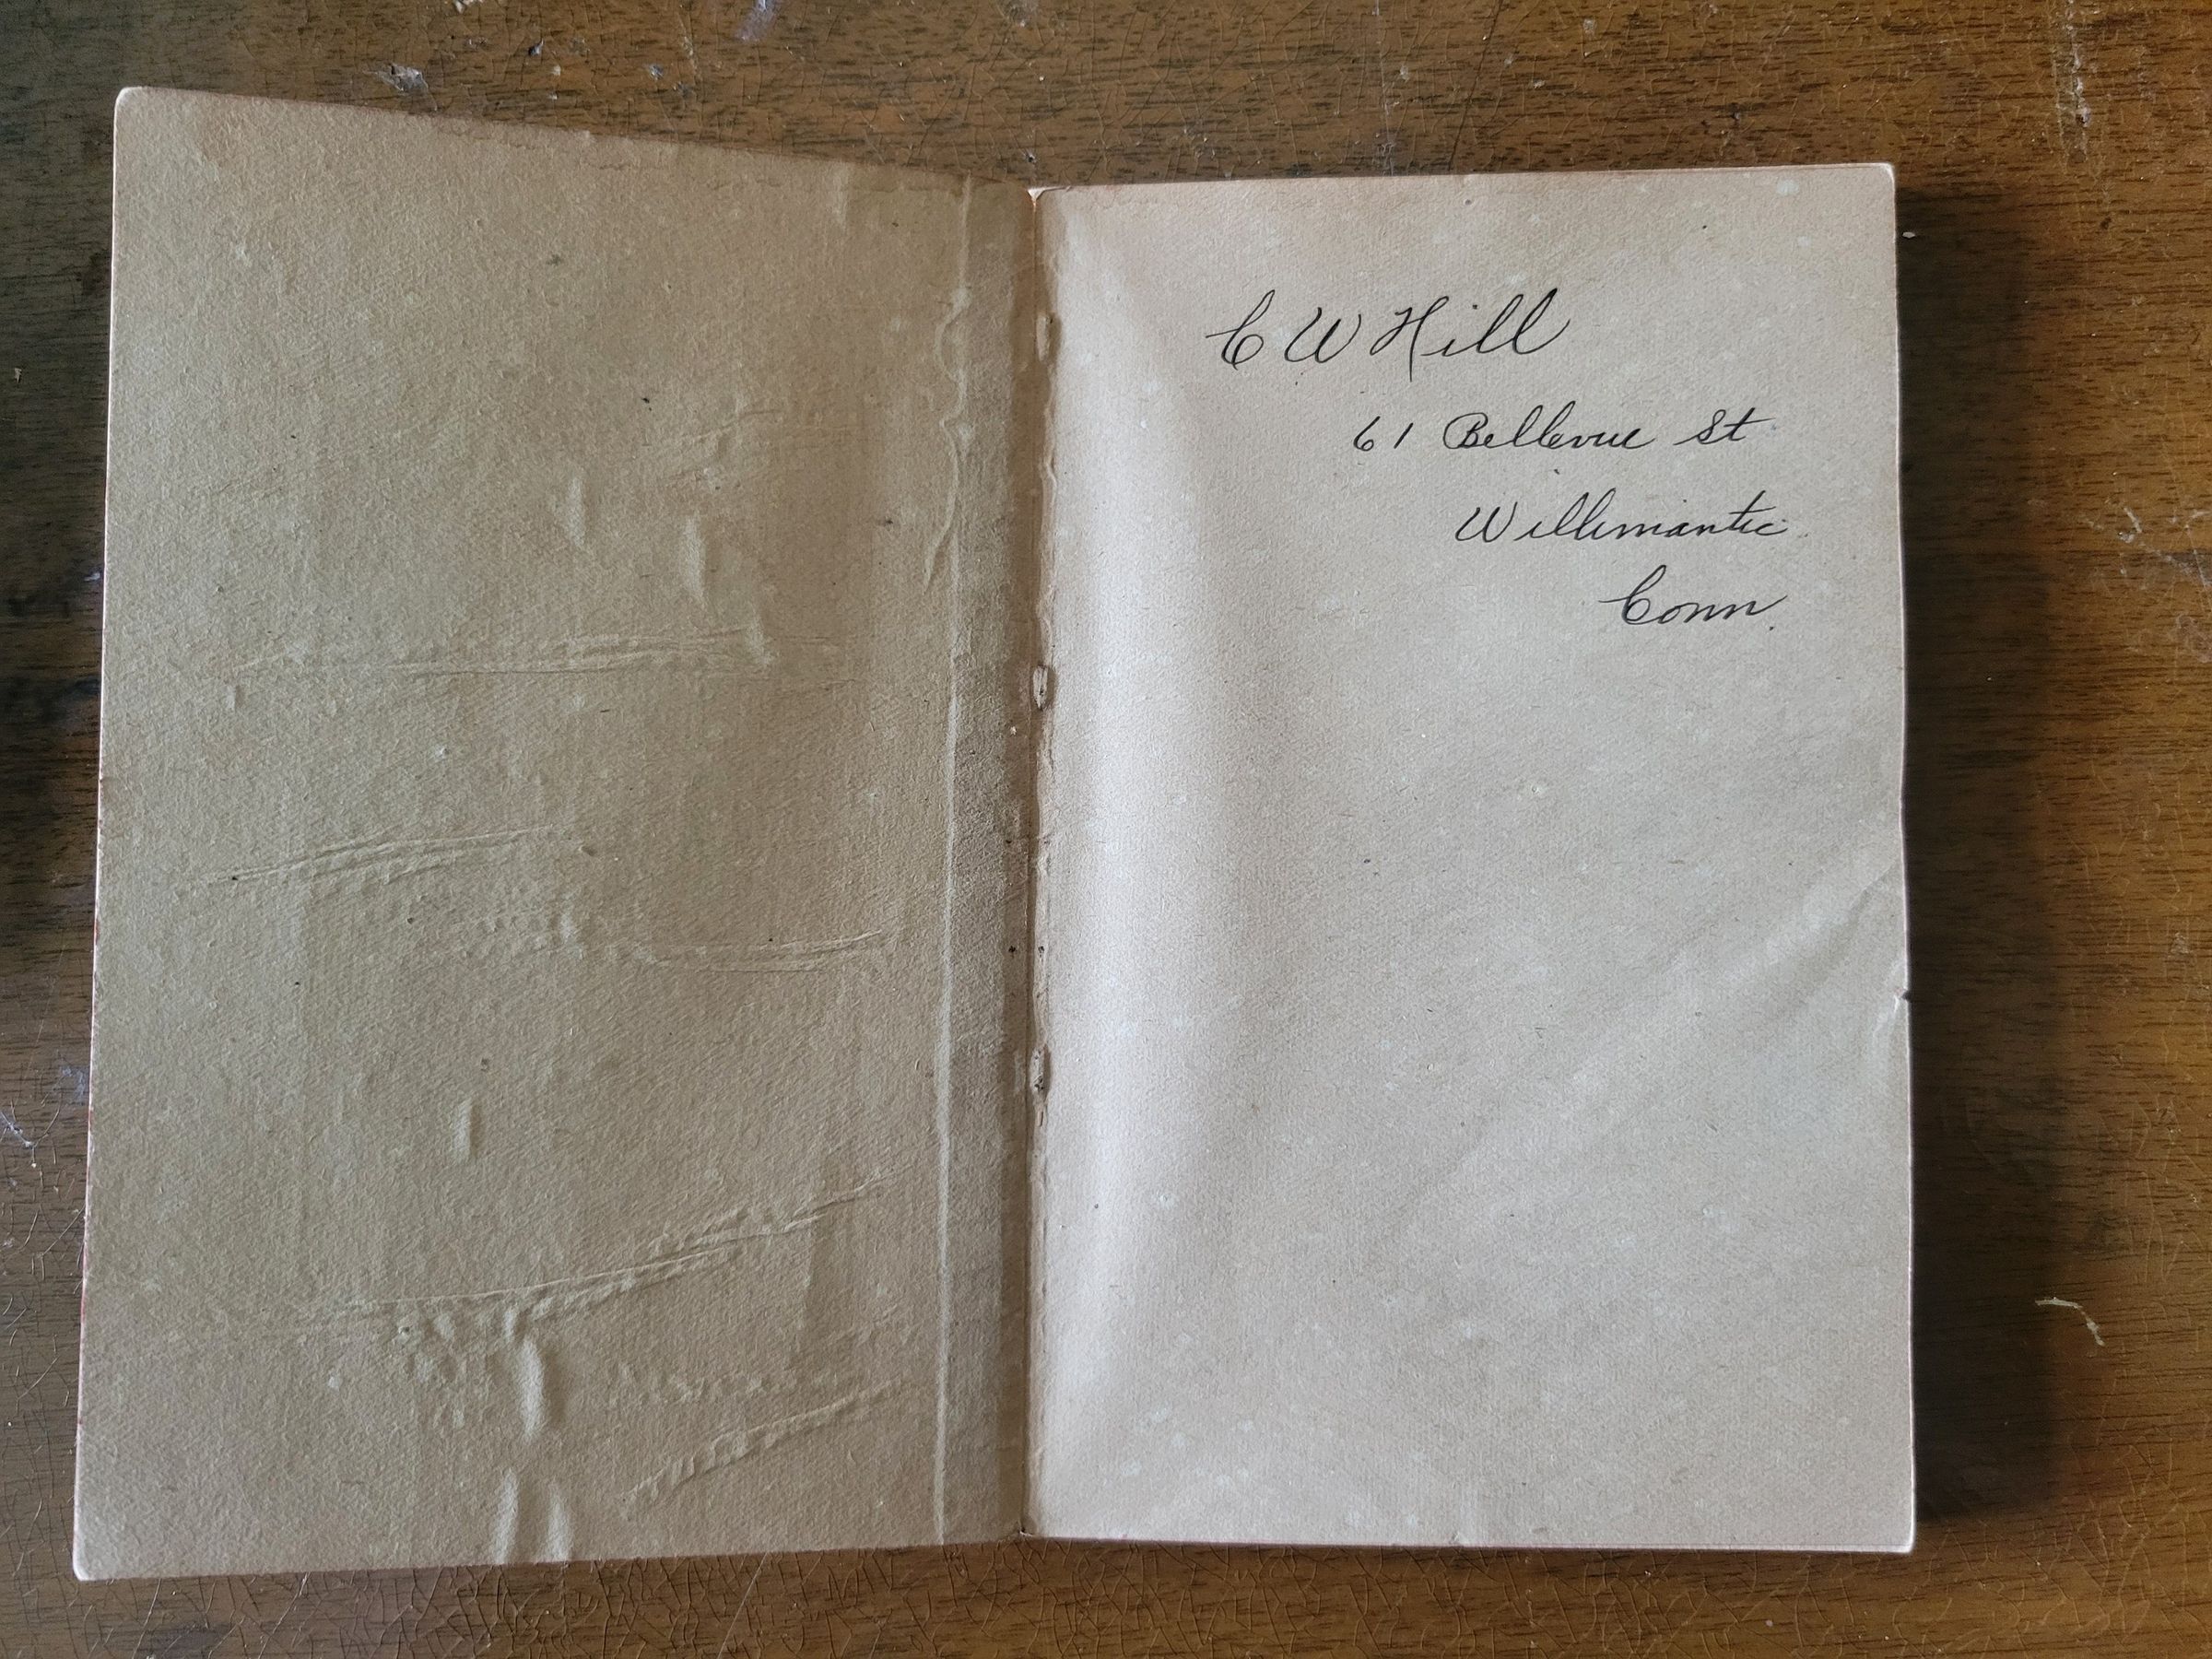 C W Hill
61 Bellevue St
Willimantic
Conn.